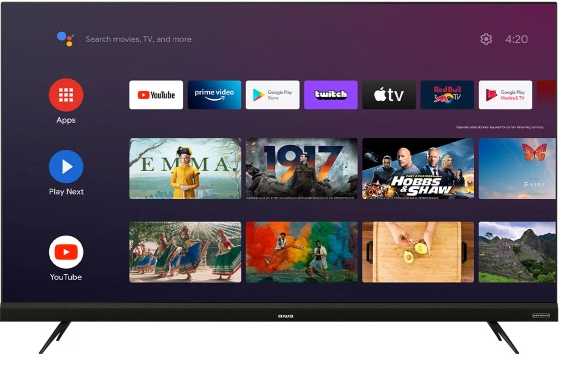 Search movies, TV, and more
4:20
Apps
YouTube
prime video
Google Play
Store
twitch
tv
Red Bull
TV
Google Play
Movies & TV
Separate subscriptions required for certain streaming services.
Play Next
EMMA.
1917
HOBBS
& SHAW
YouTube
aiwa